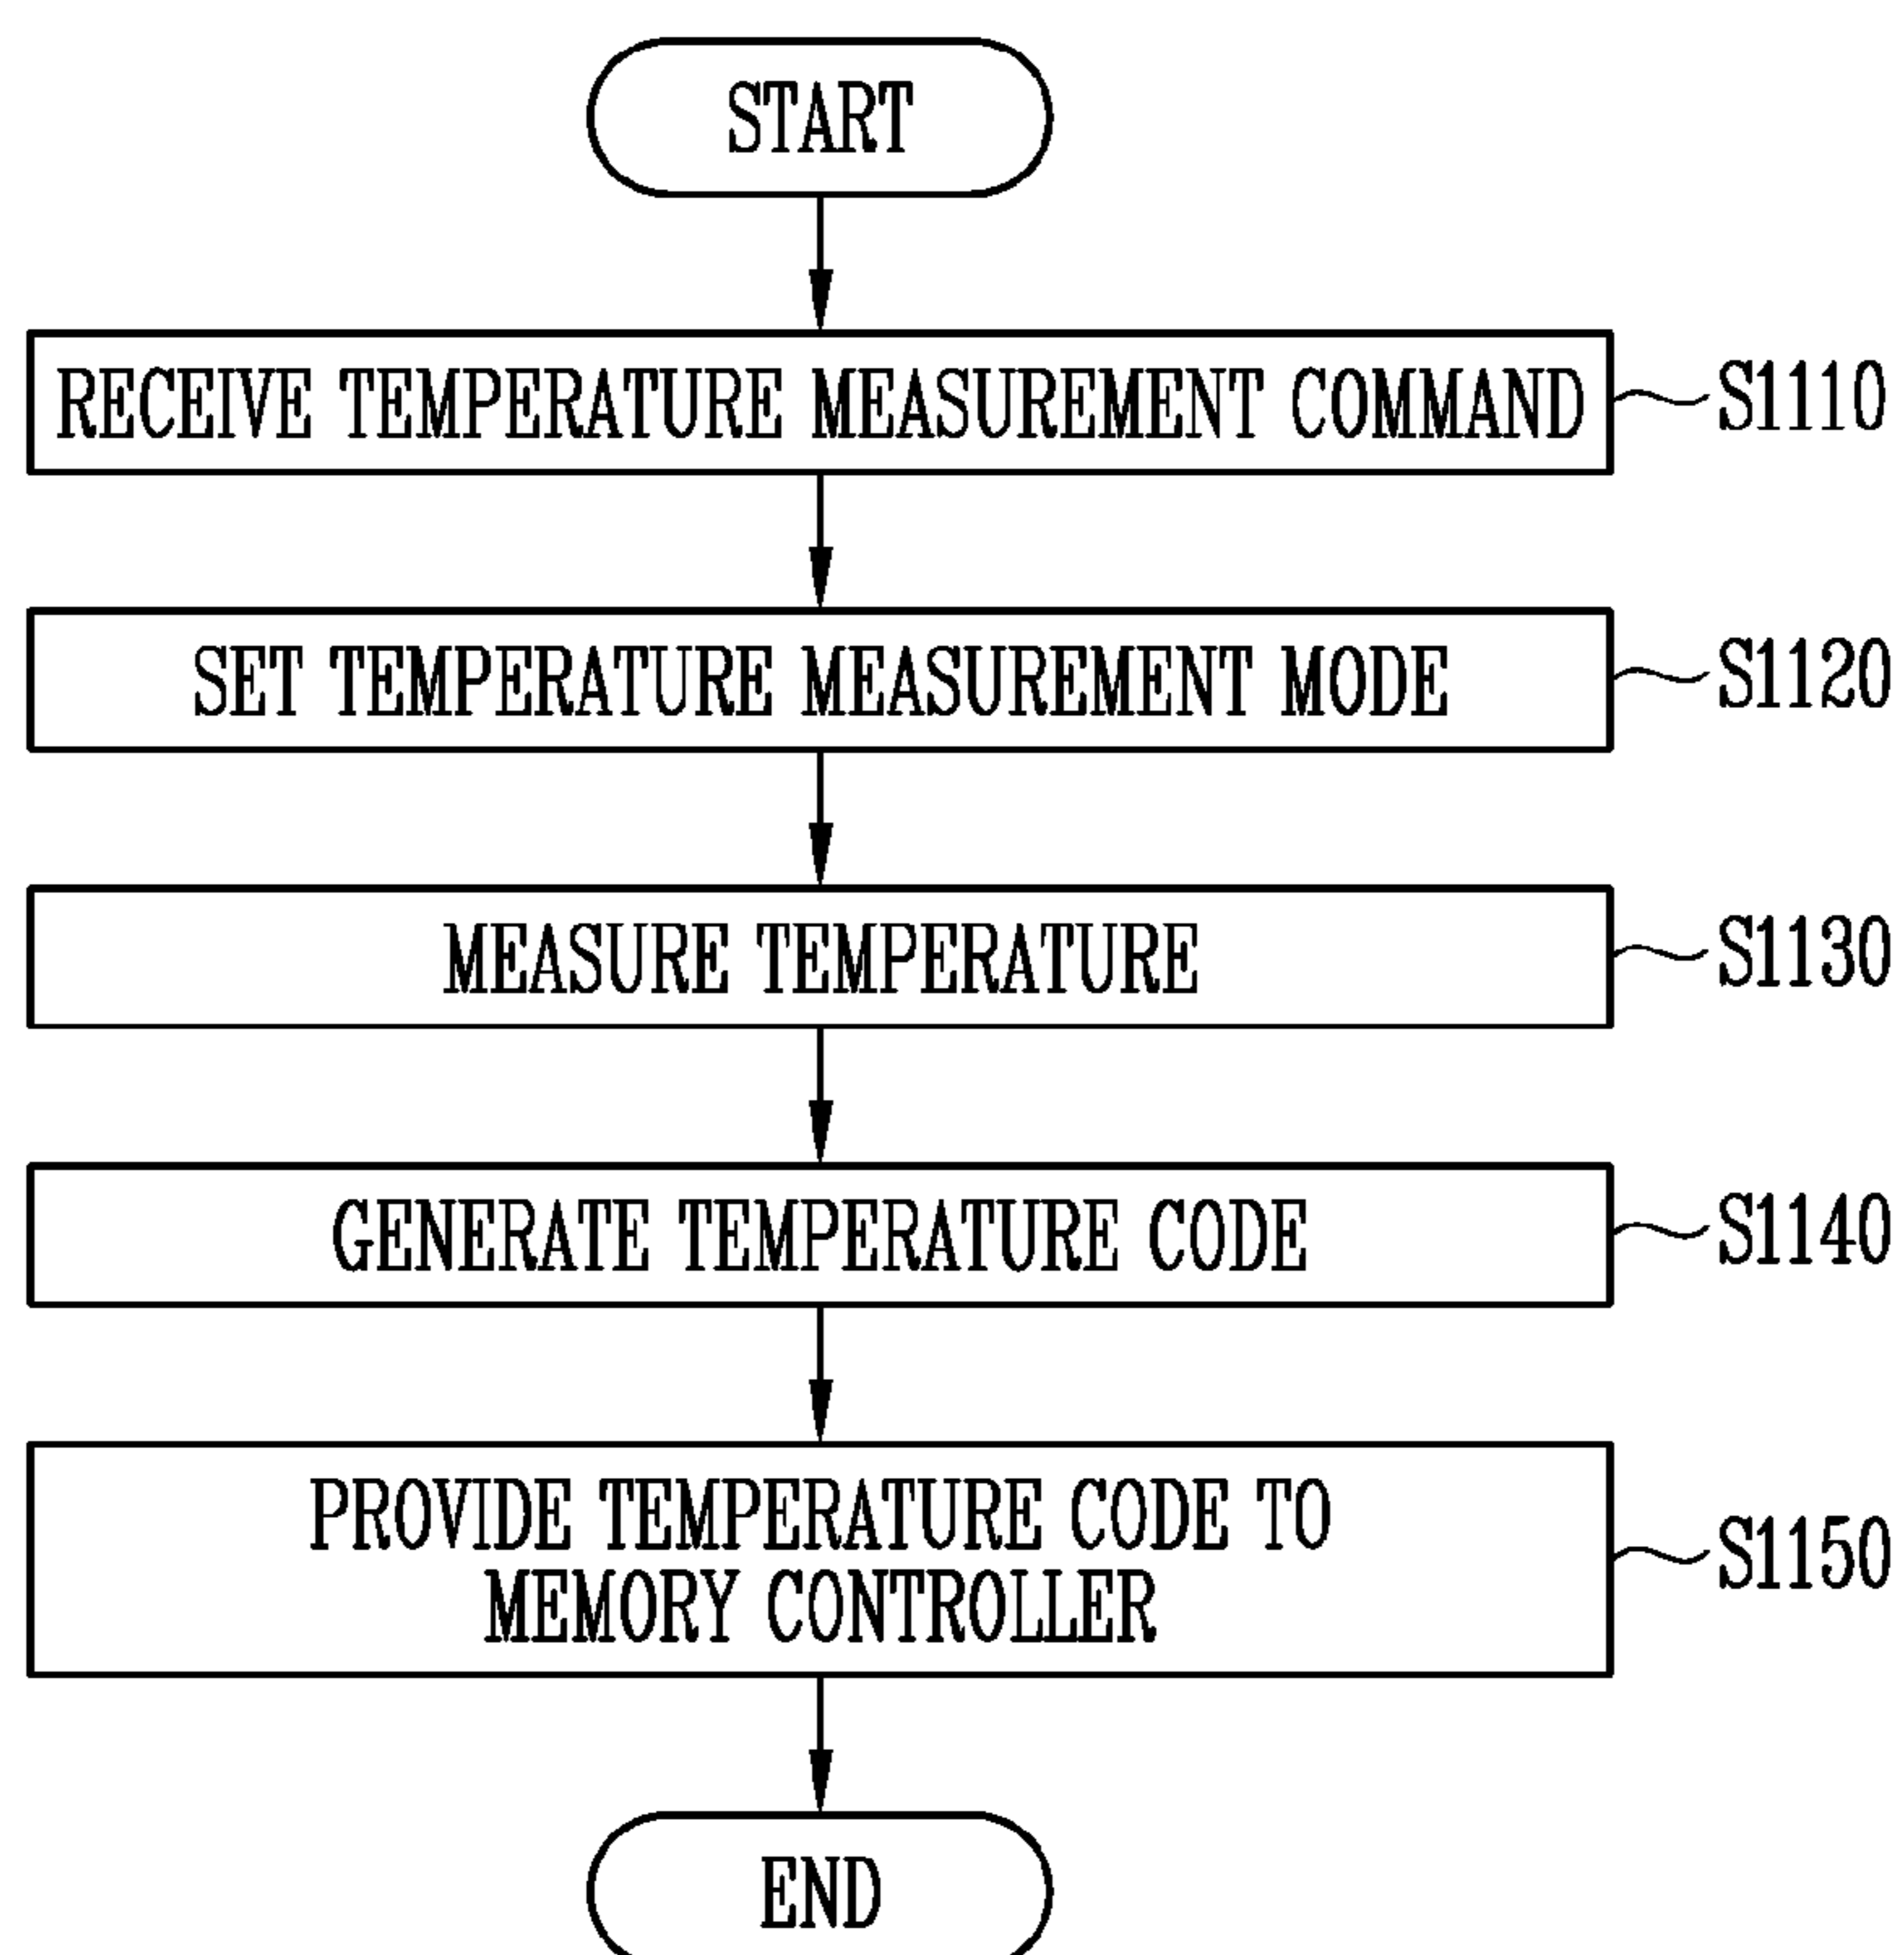 START
RECEIVE TEMPERATURE MEASUREMENT COMMAND S1110
SET TEMPERATURE MEASUREMENT MODE S1120
MEASURE TEMPERATURE S1130
GENERATE TEMPERATURE CODE S1140
PROVIDE TEMPERATURE CODE TO
MEMORY CONTROLLER S1150
END